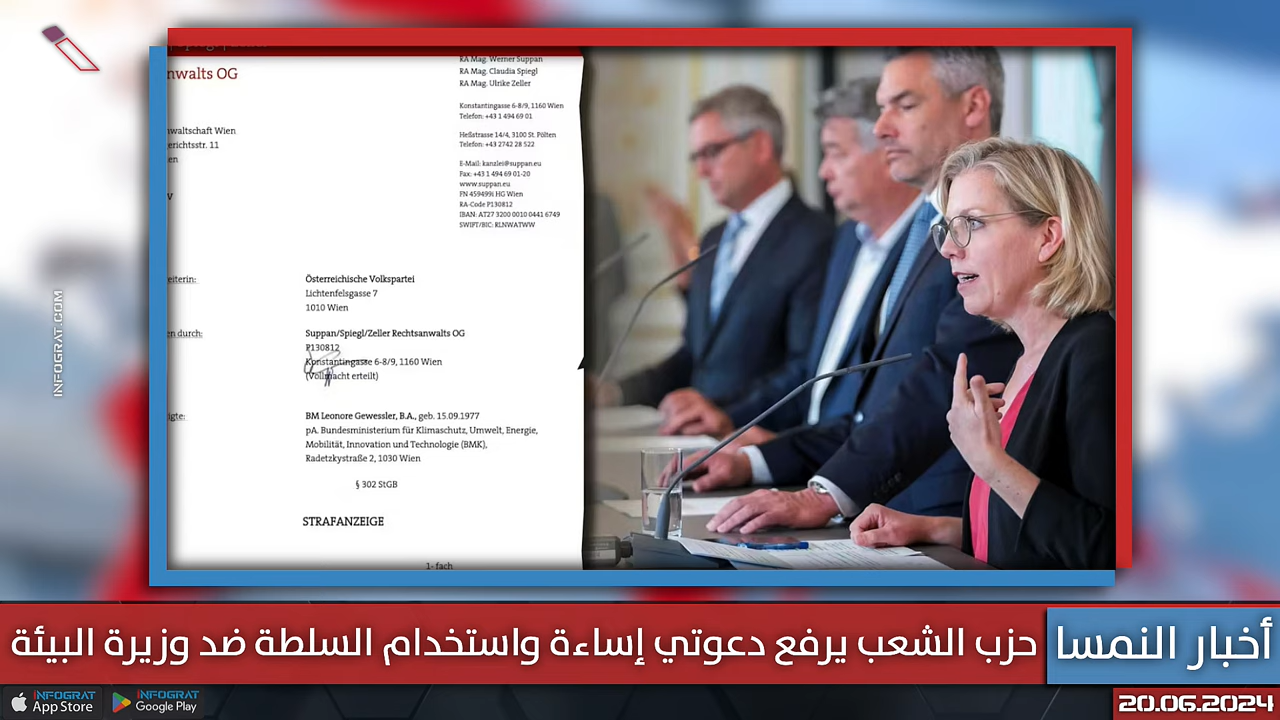 nwalts OG
RA Mag. Werner Suppan
RA Mag. Claudia Spiegl
RA Mag. Ulrike Zeller
Konstantingasse 6-8/9, 1160 Wien
Telefon: +43 1 494 69 01
Heßstrasse 14/4, 3100 St. Pölten
Telefon: +43 2742 28 522
E-Mail: kanzlei@suppan.eu
Fax: +43 1 494 69 01-20
www.suppan.eu
FN 459499i HG Wien
RA-Code P130812
IBAN: AT27 3200 0010 0441 6749
SWIFT/BIC: RLNWATWW
nwaltschaft Wien
erichtsstr. 11
en
v
eiterin:
Österreichische Volkspartei
Lichtenfelsgasse 7
1010 Wien
en durch:
Suppan/Spiegl/Zeller Rechtsanwalts OG
P130812
Konstantingasse 6-8/9, 1160 Wien
(Vollmacht erteilt)
igte:
BM Leonore Gewessler, B.A., geb. 15.09.1977
pA. Bundesministerium für Klimaschutz, Umwelt, Energie,
Mobilität, Innovation und Technologie (BMK),
Radetzkystraße 2, 1030 Wien
§ 302 StGB
STRAFANZEIGE
1- fach
INFOGRAT.COM
أخبار النمسا
حزب الشعب يرفع دعوتي إساءة واستخدام السلطة ضد وزيرة البيئة
INFOGRAT
App Store
INFOGRAT
Google Play
20.06.2024